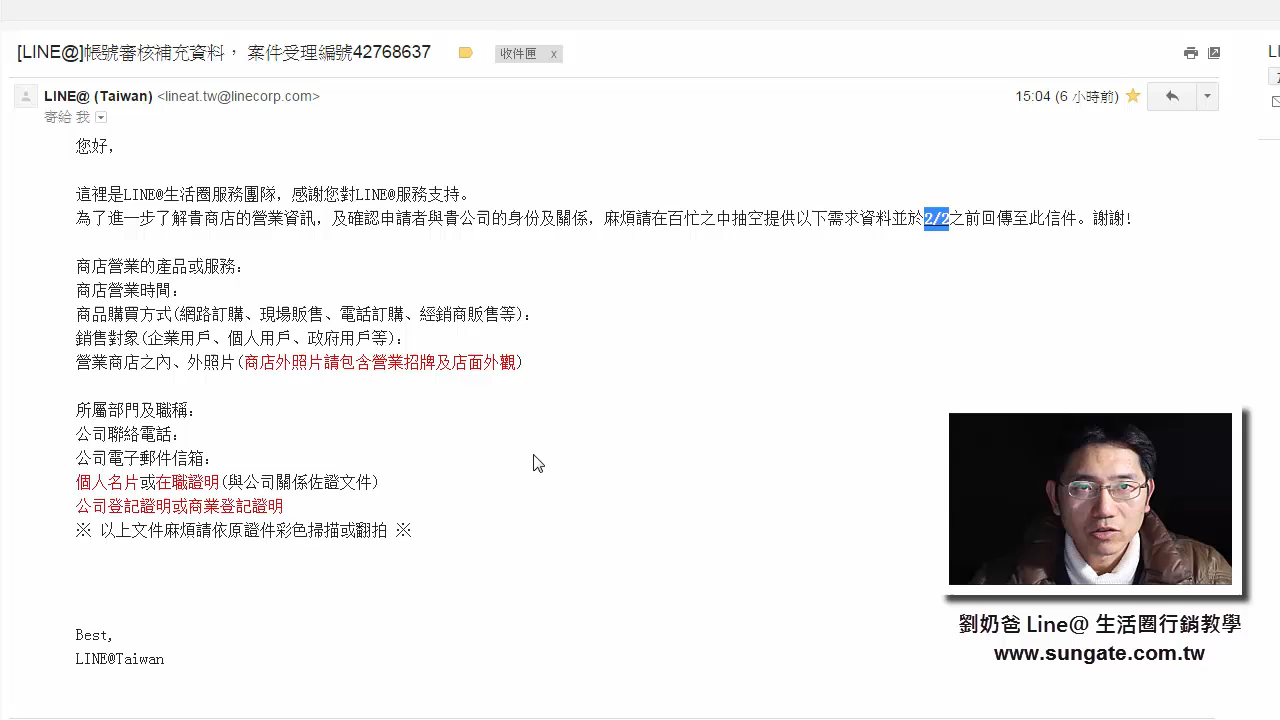 [LINE@]帳號審核補充資料， 案件受理編號42768637
收件匣 x
LINE@ (Taiwan) <lineat.tw@linecorp.com>
15:04 (6 小時前)
寄給 我
您好,
這裡是LINE@生活圈服務團隊，感謝您對LINE@服務支持。
為了進一步了解貴商店的營業資訊，及確認申請者與貴公司的身份及關係，麻煩請在百忙之中抽空提供以下需求資料並於2/2之前回傳至此信件。謝謝!
商店營業的產品或服務:
商店營業時間:
商品購買方式(網路訂購、現場販售、電話訂購、經銷商販售等):
銷售對象(企業用戶、個人用戶、政府用戶等):
營業商店之內、外照片(商店外照片請包含營業招牌及店面外觀)
所屬部門及職稱:
公司聯絡電話:
公司電子郵件信箱:
個人名片或在職證明(與公司關係佐證文件)
公司登記證明或商業登記證明
※ 以上文件麻煩請依原證件彩色掃描或翻拍 ※
Best,
LINE@Taiwan
劉奶爸 Line@ 生活圈行銷教學
www.sungate.com.tw